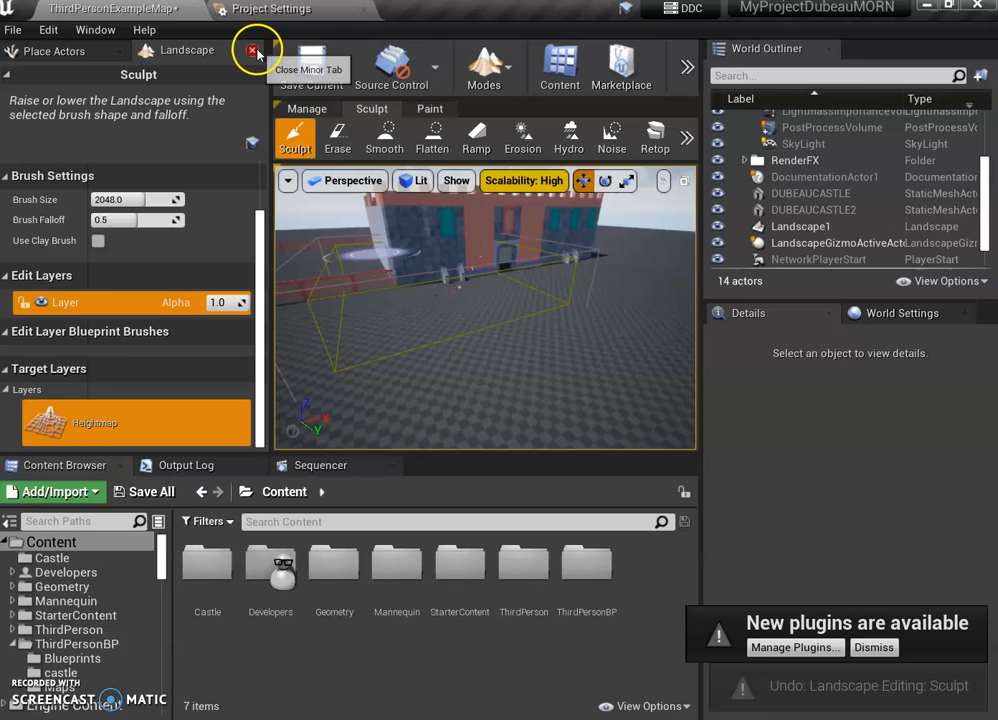 ThirdPersonExampleMap*
Project Settings
DDC
MyProjectDubeauMORN
File
Edit
Window
Help
Place Actors
Landscape
Close Minor Tab
Save Current
Source Control
Modes
Content
Marketplace
World Outliner
Search...
Label
Type
Sculpt
Raise or lower the Landscape using the
selected brush shape and falloff.
Manage
Sculpt
Paint
Sculpt
Erase
Smooth
Flatten
Ramp
Erosion
Hydro
Noise
Retop
Brush Settings
Brush Size
2048.0
Brush Falloff
0.5
Use Clay Brush
Edit Layers
Layer
Alpha
1.0
Edit Layer Blueprint Brushes
Target Layers
Layers
Heightmap
Perspective
Lit
Show
Scalability: High
X
Y
Z
LightmassImportanceVolu
LightmassImp
PostProcessVolume
PostProcessVo
SkyLight
SkyLight
RenderFX
Folder
DocumentationActor1
Documentation
DUBEAUCASTLE
StaticMeshAct
DUBEAUCASTLE2
StaticMeshAct
Landscape1
Landscape
LandscapeGizmoActiveActo
LandscapeGizr
NetworkPlayerStart
PlayerStart
14 actors
View Options
Details
World Settings
Select an object to view details.
Content Browser
Output Log
Sequencer
Add/Import
Save All
Content
Search Paths
Filters
Search Content
Content
Castle
Developers
Geometry
Mannequin
StarterContent
ThirdPerson
ThirdPersonBP
Blueprints
castle
Maps
Engine Content
Castle
Developers
Geometry
Mannequin
StarterContent
ThirdPerson
ThirdPersonBP
7 items
View Options
New plugins are available
Manage Plugins...
Dismiss
Undo: Landscape Editing: Sculpt
RECORDED WITH
SCREENCAST MATIC